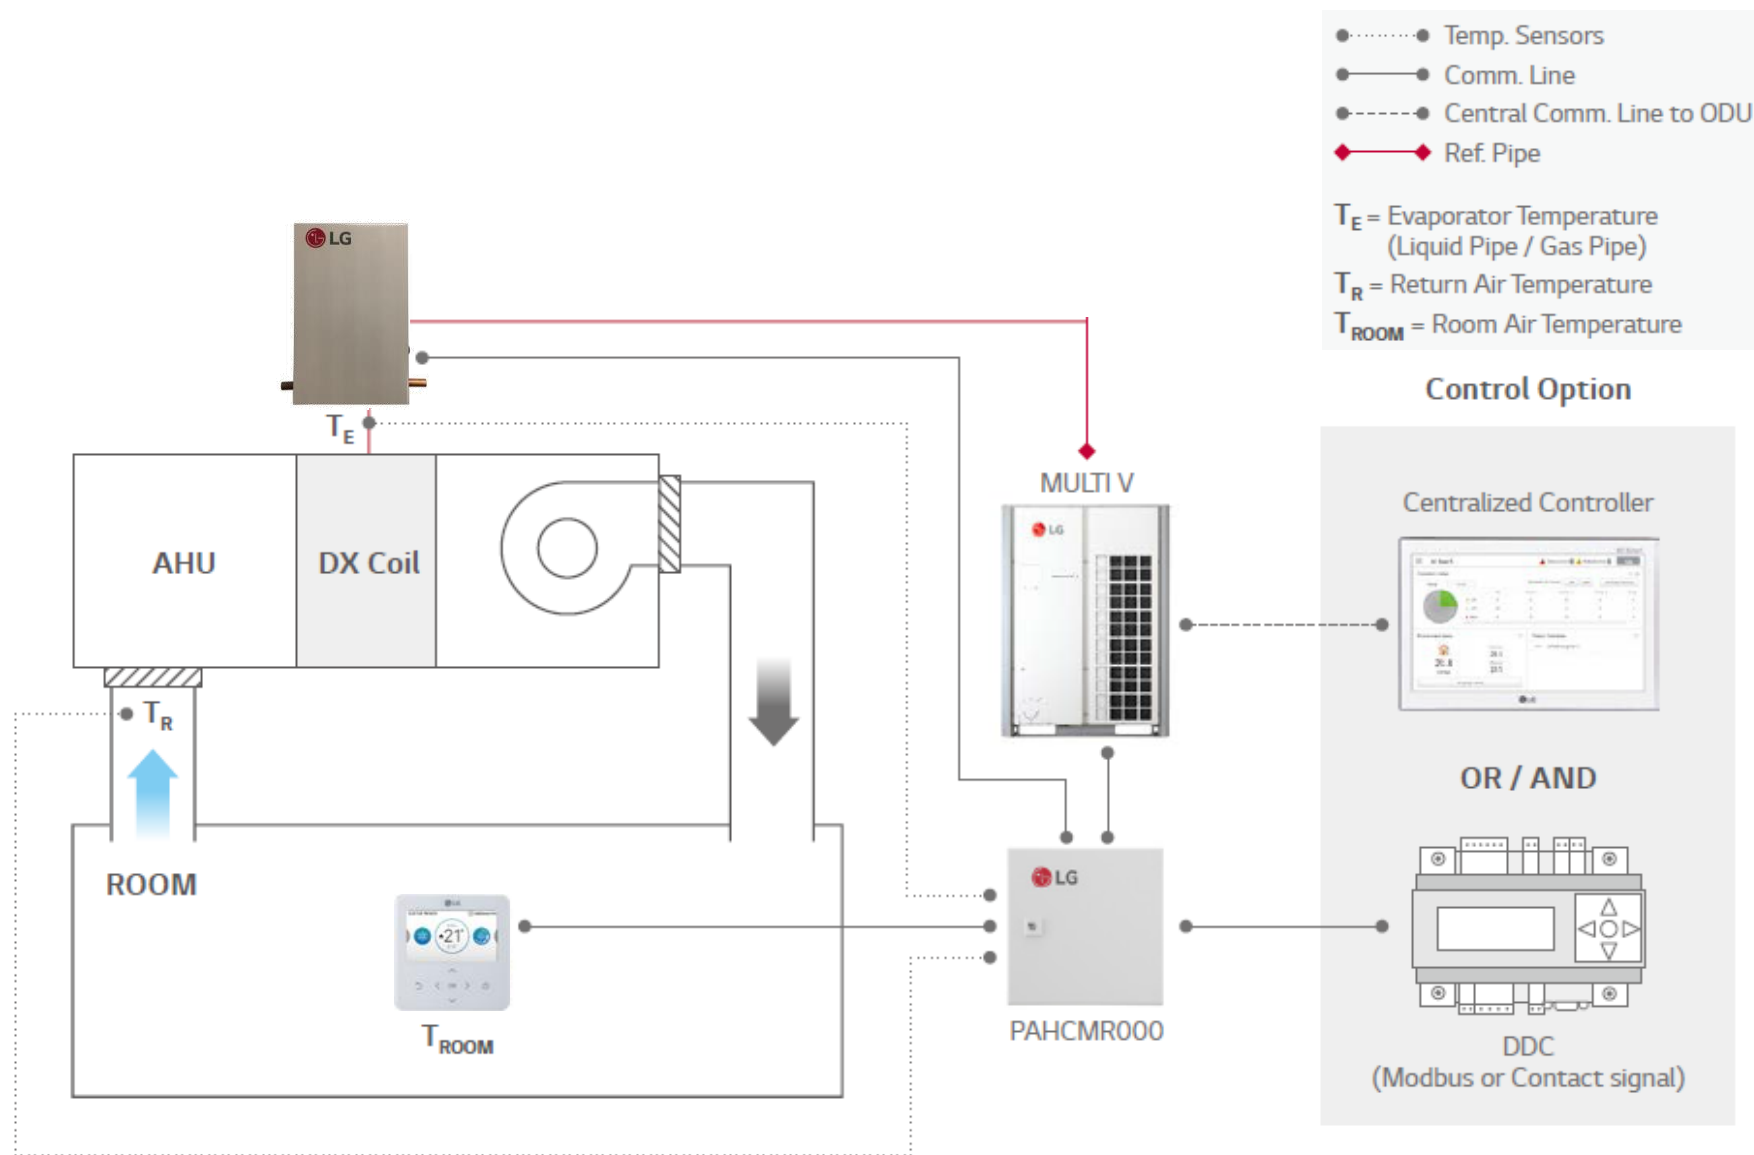 Temp. Sensors
Comm. Line
Central Comm. Line to ODU
Ref. Pipe
TE = Evaporator Temperature
(Liquid Pipe / Gas Pipe)
TR = Return Air Temperature
TROOM = Room Air Temperature
Control Option
LG
TE
MULTI V
LG
Centralized Controller
AHU
DX Coil
TR
LG
OR / AND
ROOM
LG
LG
21°
TROOM
PAHCMR000
DDC
(Modbus or Contact signal)